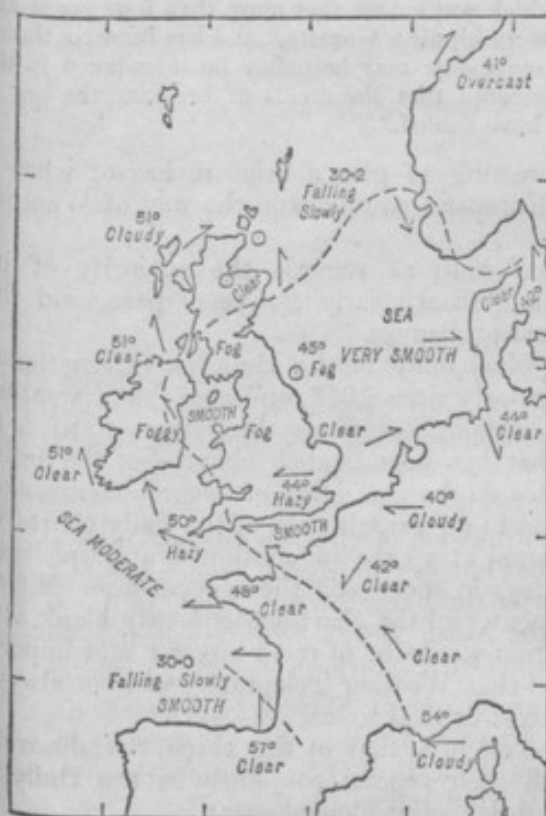 41°
Overcast
30·2
Falling
Slowly
51°
Cloudy
Clear
Clear
SEA
VERY SMOOTH
51°
Clear
Fog
45°
Fog
SMOOTH
Foggy
Fog
Clear
44°
Clear
51°
Clear
44°
Hazy
50°
Hazy
SMOOTH
40°
Cloudy
SEA MODERATE
42°
Clear
48°
Clear
Clear
30·0
Falling Slowly
SMOOTH
57°
Clear
54°
Cloudy